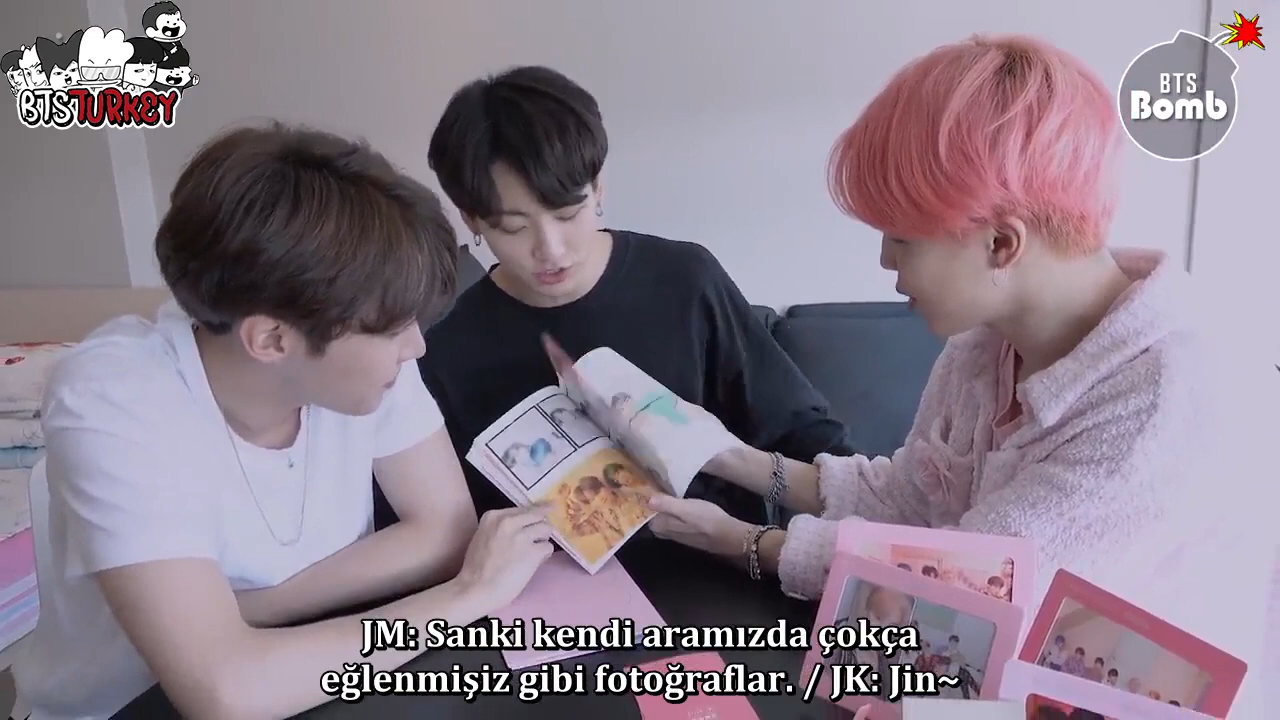 BTSTURKEY
BTS
Bomb
JM: Sanki kendi aramızda çokça
eğlenmişiz gibi fotoğraflar. / JK: Jin~